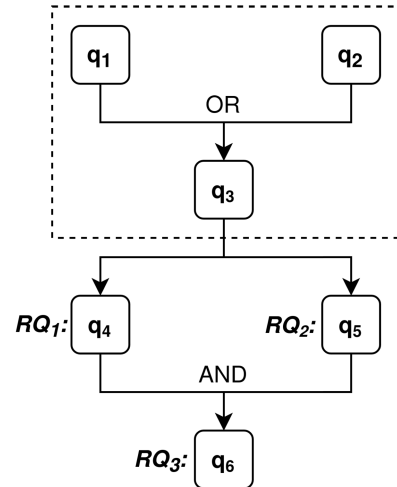 q₁ q₂
OR
q₃
RQ₁: q₄ RQ₂: q₅
AND
RQ₃: q₆